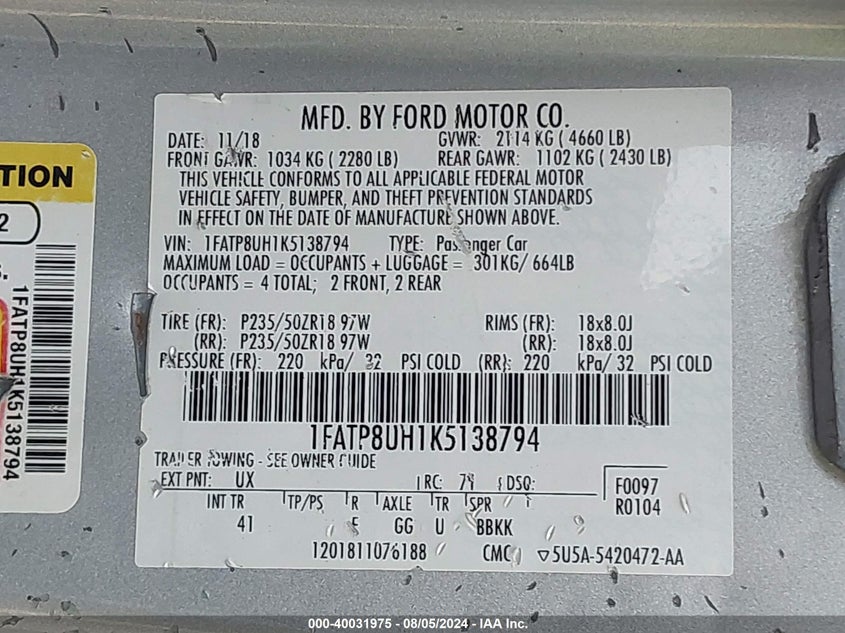 MFD. BY FORD MOTOR CO.
DATE: 11/18 GVWR: 2114 KG ( 4660 LB)
FRONT GAWR: 1034 KG ( 2280 LB) REAR GAWR: 1102 KG ( 2430 LB)
THIS VEHICLE CONFORMS TO ALL APPLICABLE FEDERAL MOTOR
VEHICLE SAFETY, BUMPER, AND THEFT PREVENTION STANDARDS
IN EFFECT ON THE DATE OF MANUFACTURE SHOWN ABOVE.
VIN: 1FATP8UH1K5138794 TYPE: Passenger Car
MAXIMUM LOAD = OCCUPANTS + LUGGAGE = 301KG/ 664LB
OCCUPANTS = 4 TOTAL; 2 FRONT, 2 REAR
TIRE (FR): P235/50ZR18 97W RIMS (FR): 18x8.0J
(RR): P235/50ZR18 97W (RR): 18x8.0J
PRESSURE (FR): 220 kPa/ 32 PSI COLD (RR): 220 kPa/ 32 PSI COLD
1FATP8UH1K5138794
TRAILER TOWING - SEE OWNER GUIDE
EXT PNT: UX RC: 71 DSO: F0097
R0104
INT TR TP/PS R AXLE TR SPR
41 GG U BBKK
1201811076188 CMC ▽5U5A-5420472-AA
TION
2
1FATP8UH1K5138794
000-40031975 — 08/05/2024 — IAA Inc.